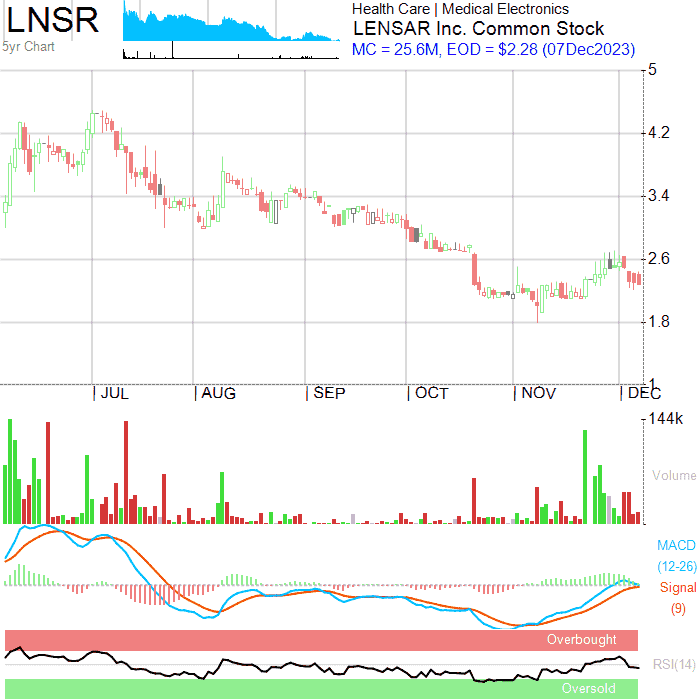 LNSR
5yr Chart
Health Care | Medical Electronics
LENSAR Inc. Common Stock
MC = 25.6M, EOD = $2.28 (07Dec2023)
5
4.2
3.4
2.6
1.8
1
JUL
AUG
SEP
OCT
NOV
DEC
144k
Volume
MACD
(12-26)
Signal
(9)
Overbought
RSI(14)
Oversold